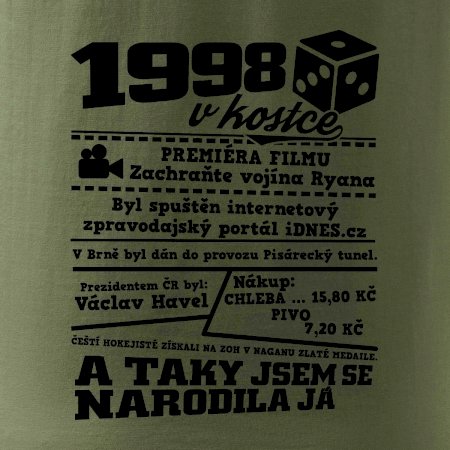 1998
v kostce
PREMIÉRA FILMU
Zachraňte vojína Ryana
Byl spuštěn internetový
zpravodajský portál iDNES.cz
V Brně byl dán do provozu Pisárecký tunel.
Prezidentem ČR byl:
Václav Havel
Nákup:
CHLEBA ... 15,80 KČ
PIVO
7,20 KČ
ČEŠTÍ HOKEJISTÉ ZÍSKALI NA ZOH V NAGANU ZLATÉ MEDAILE.
A TAKY JSEM SE
NARODILA JÁ